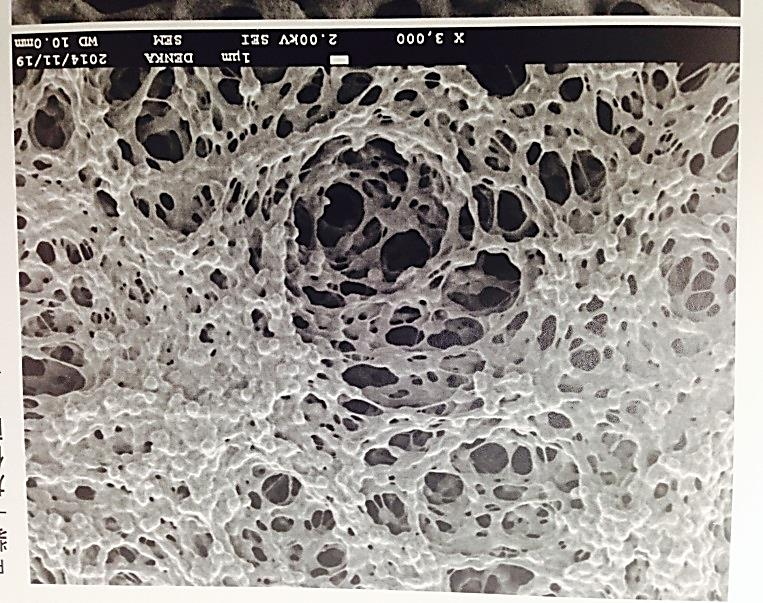 1μm DENKA 2014/11/19
X 3,000 2.00kV SEI SEM WD 10.0mm